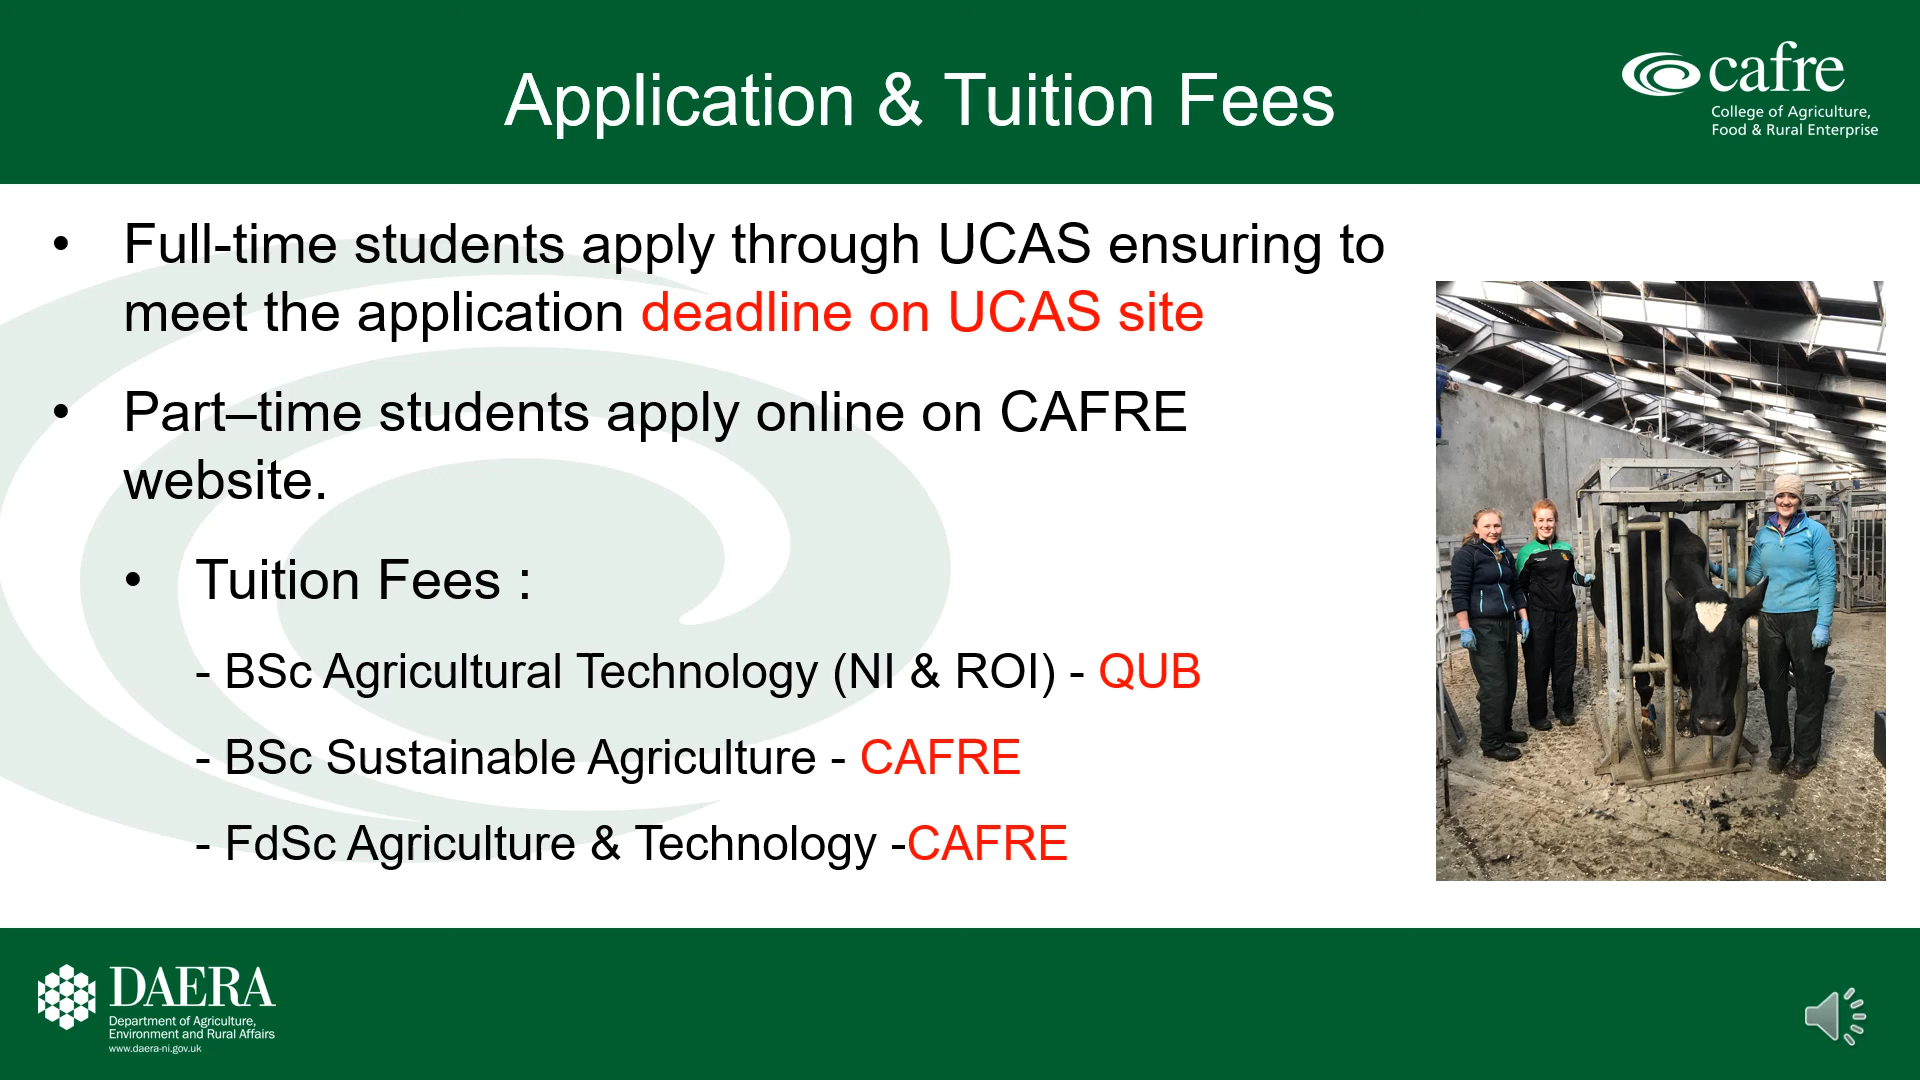 Application & Tuition Fees
cafre
College of Agriculture,
Food & Rural Enterprise
• Full-time students apply through UCAS ensuring to
meet the application deadline on UCAS site
• Part–time students apply online on CAFRE
website.
• Tuition Fees :
- BSc Agricultural Technology (NI & ROI) - QUB
- BSc Sustainable Agriculture - CAFRE
- FdSc Agriculture & Technology -CAFRE
DAERA
Department of Agriculture,
Environment and Rural Affairs
www.daera-ni.gov.uk